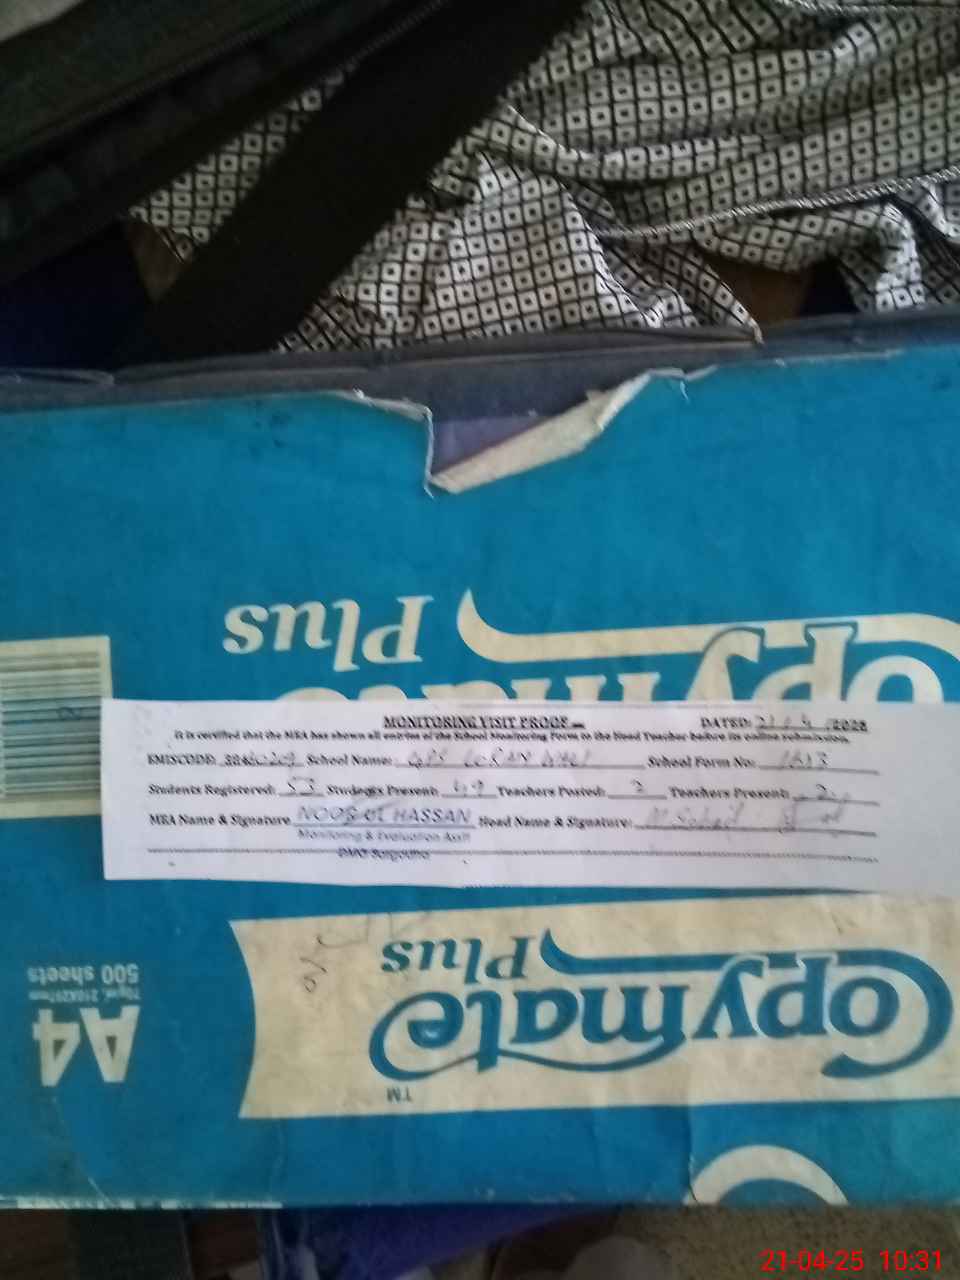 Plus
Copymate
MONITORING VISIT PROOF DATED: 21 / 4 /2025
It is certified that the MEA has shown all entries of the School Monitoring Form to the Head Teacher before its online submission.
EMISCODE: School Name: GPS School Form No:
Students Registered: 53 Students Present: 49 Teachers Posted: 2 Teachers Present: 2
MEA Name & Signature NOOR UL HASSAN Head Name & Signature:
Monitoring & Evaluation Asstt
DMO Sargodha
Copymate
Plus
TM
A4
500 sheets
21-04-25 10:31